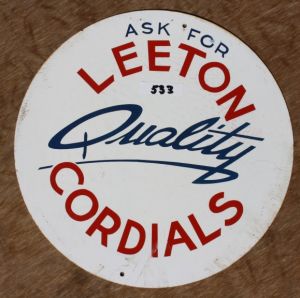 ASK FOR
LEETON
533
Quality
CORDIALS